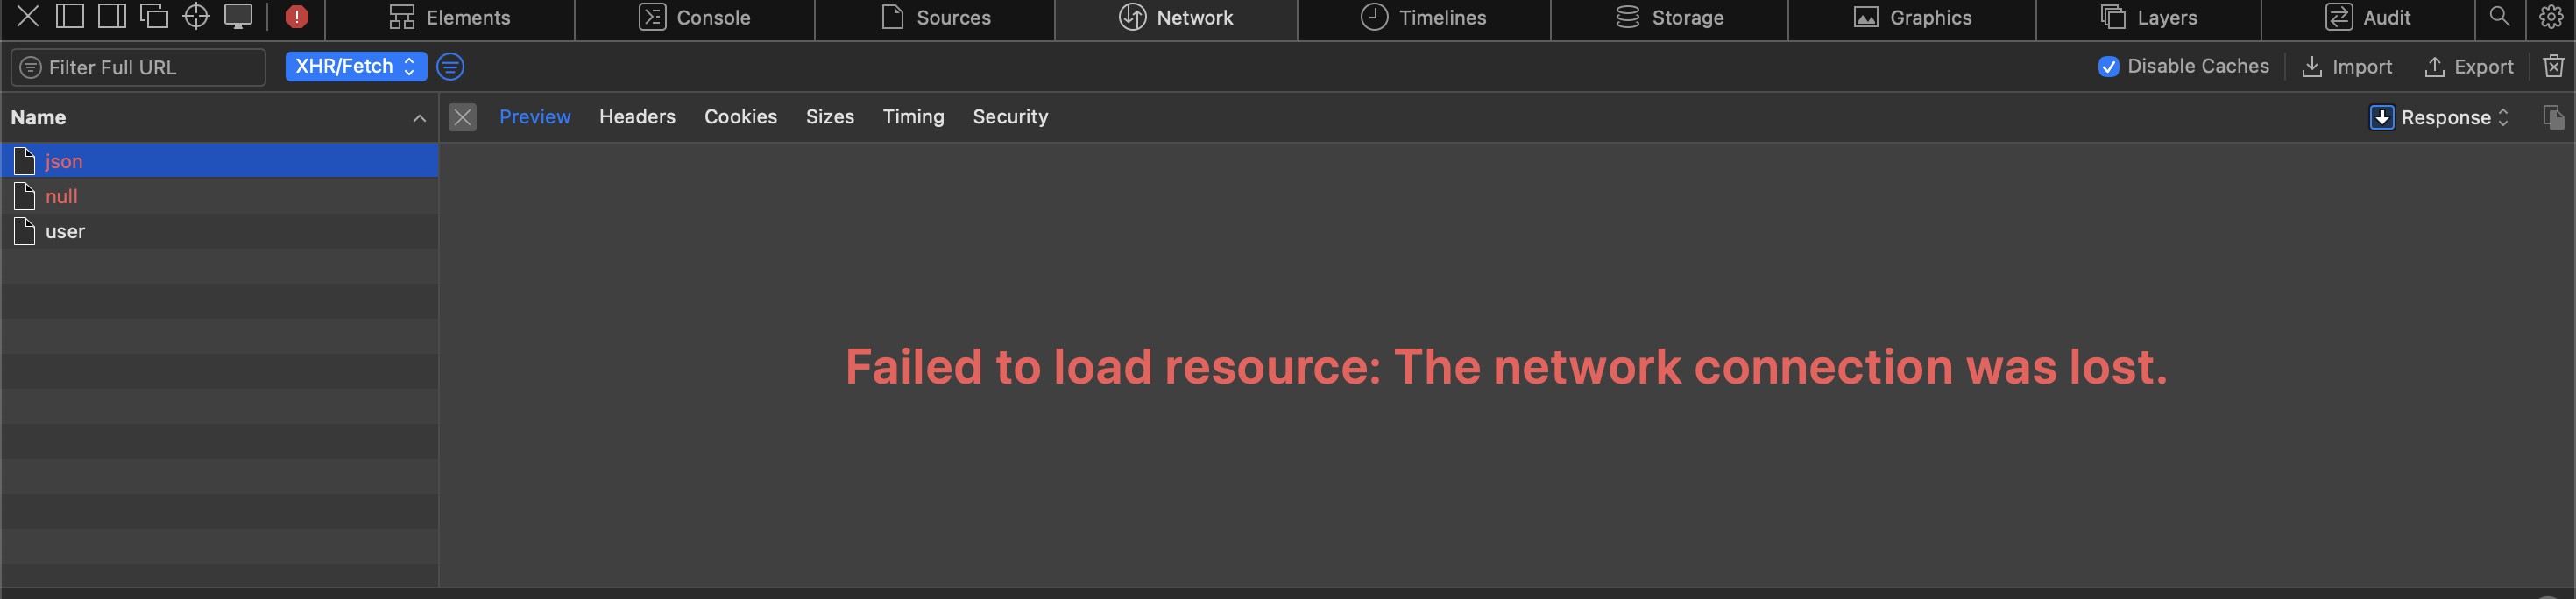 Elements Console Sources Network Timelines Storage Graphics Layers Audit
Filter Full URL XHR/Fetch Disable Caches Import Export
Name Preview Headers Cookies Sizes Timing Security Response
json
null
user
Failed to load resource: The network connection was lost.